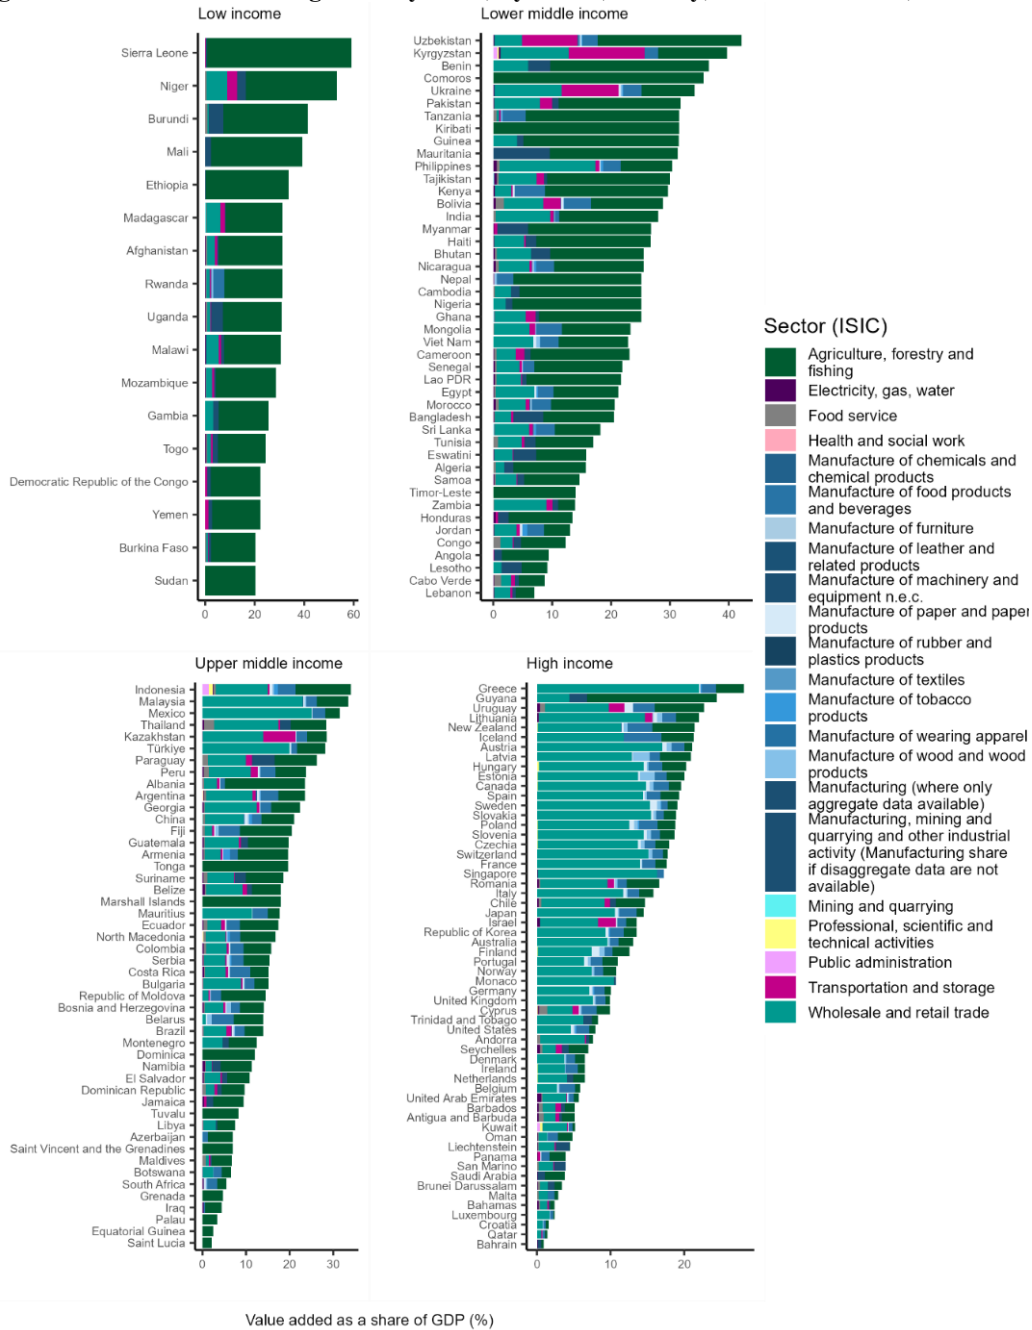 Low income
Lower middle income
Sierra Leone
Niger
Burundi
Mali
Ethiopia
Madagascar
Afghanistan
Rwanda
Uganda
Malawi
Mozambique
Gambia
Togo
Democratic Republic of the Congo
Yemen
Burkina Faso
Sudan
0 20 40 60
Uzbekistan
Kyrgyzstan
Benin
Comoros
Ukraine
Pakistan
Tanzania
Kiribati
Guinea
Mauritania
Philippines
Tajikistan
Kenya
Bolivia
India
Myanmar
Haiti
Bhutan
Nicaragua
Nepal
Cambodia
Nigeria
Ghana
Mongolia
Viet Nam
Cameroon
Senegal
Lao PDR
Egypt
Morocco
Bangladesh
Sri Lanka
Tunisia
Eswatini
Algeria
Samoa
Timor-Leste
Zambia
Honduras
Jordan
Congo
Angola
Lesotho
Cabo Verde
Lebanon
0 10 20 30 40
Upper middle income
High income
Indonesia
Malaysia
Mexico
Thailand
Kazakhstan
Türkiye
Paraguay
Peru
Albania
Argentina
Georgia
China
Fiji
Guatemala
Armenia
Tonga
Suriname
Belize
Marshall Islands
Mauritius
Ecuador
North Macedonia
Colombia
Serbia
Costa Rica
Bulgaria
Republic of Moldova
Bosnia and Herzegovina
Belarus
Brazil
Montenegro
Dominica
Namibia
El Salvador
Dominican Republic
Jamaica
Tuvalu
Libya
Azerbaijan
Saint Vincent and the Grenadines
Maldives
Botswana
South Africa
Grenada
Iraq
Palau
Equatorial Guinea
Saint Lucia
0 10 20 30
Greece
Guyana
Uruguay
Lithuania
New Zealand
Iceland
Austria
Latvia
Hungary
Estonia
Canada
Spain
Sweden
Slovakia
Poland
Slovenia
Czechia
Switzerland
France
Singapore
Romania
Italy
Chile
Japan
Israel
Republic of Korea
Australia
Finland
Portugal
Norway
Monaco
Germany
United Kingdom
Cyprus
Trinidad and Tobago
United States
Andorra
Seychelles
Denmark
Ireland
Netherlands
Belgium
United Arab Emirates
Barbados
Antigua and Barbuda
Kuwait
Oman
Liechtenstein
Panama
San Marino
Saudi Arabia
Brunei Darussalam
Malta
Bahamas
Luxembourg
Croatia
Qatar
Bahrain
0 10 20
Value added as a share of GDP (%)
Sector (ISIC)
Agriculture, forestry and
fishing
Electricity, gas, water
Food service
Health and social work
Manufacture of chemicals and
chemical products
Manufacture of food products
and beverages
Manufacture of furniture
Manufacture of leather and
related products
Manufacture of machinery and
equipment n.e.c.
Manufacture of paper and paper
products
Manufacture of rubber and
plastics products
Manufacture of textiles
Manufacture of tobacco
products
Manufacture of wearing apparel
Manufacture of wood and wood
products
Manufacturing (where only
aggregate data available)
Manufacturing, mining and
quarrying and other industrial
activity (Manufacturing share
if disaggregate data are not
available)
Mining and quarrying
Professional, scientific and
technical activities
Public administration
Transportation and storage
Wholesale and retail trade